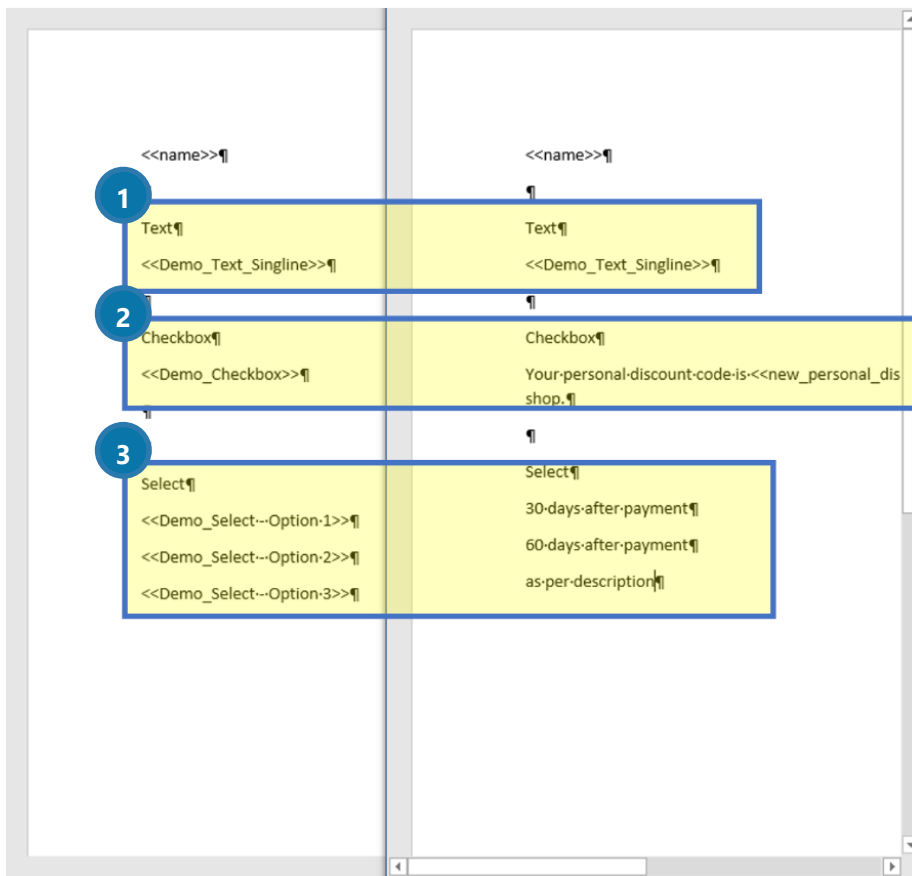 <<name>>¶
1
Text¶
<<Demo_Text_Singline>>¶
¶
2
Checkbox¶
<<Demo_Checkbox>>¶
¶
3
Select¶
<<Demo_Select·-·Option·1>>¶
<<Demo_Select·-·Option·2>>¶
<<Demo_Select·-·Option·3>>¶
<<name>>¶
¶
Text¶
<<Demo_Text_Singline>>¶
¶
Checkbox¶
Your·personal·discount·code·is·<<new_personal_dis
shop.¶
¶
Select¶
30·days·after·payment¶
60·days·after·payment¶
as·per·description¶